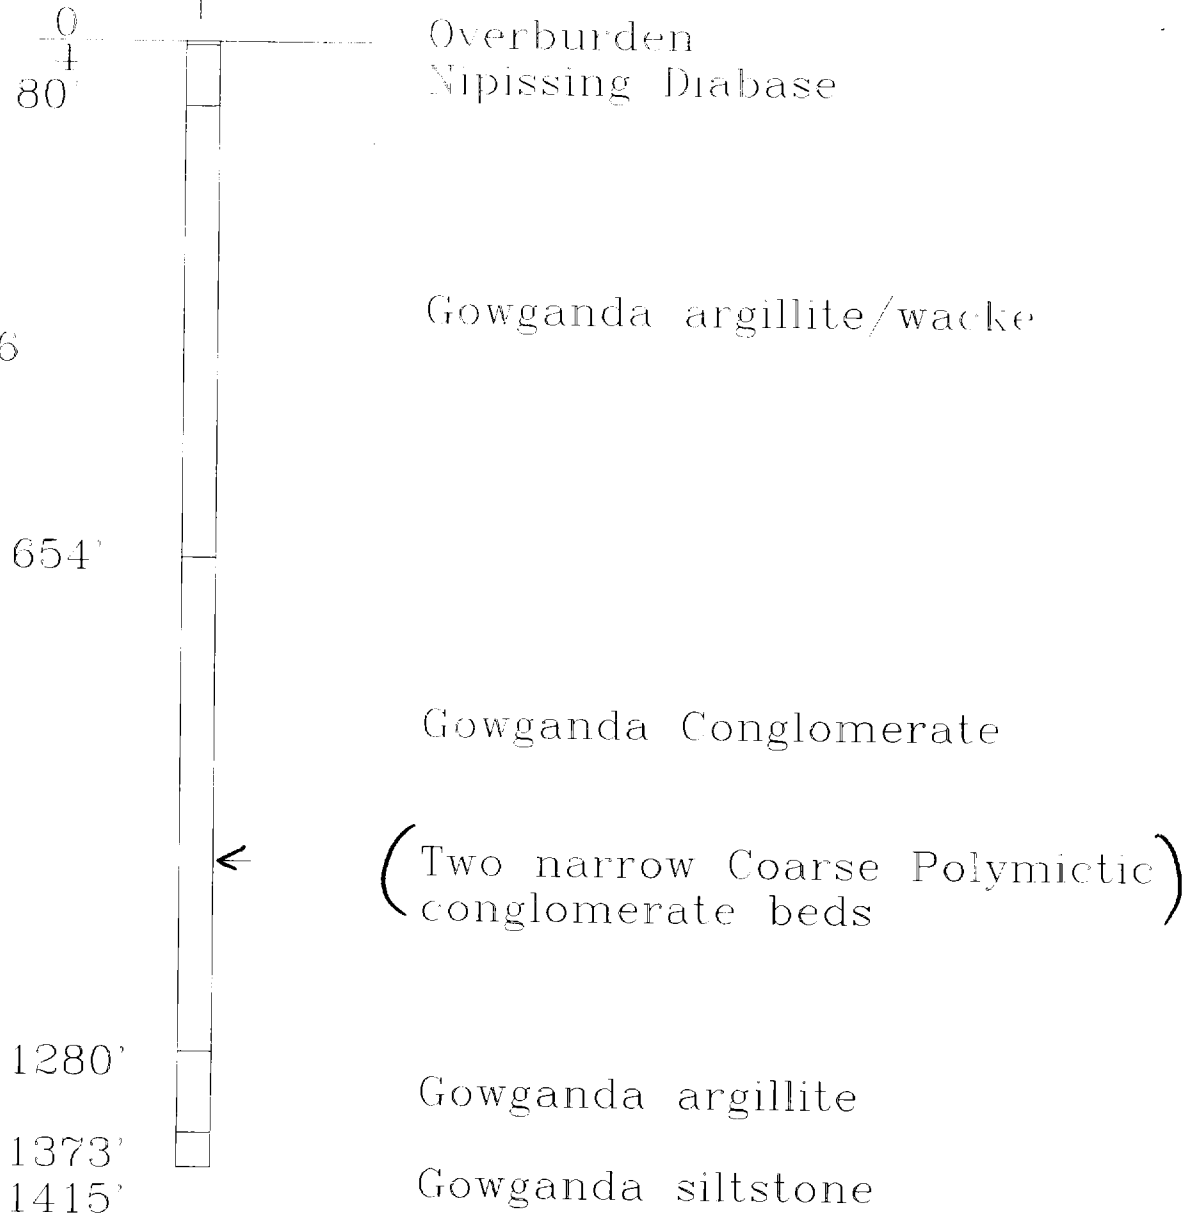 0
Overburden
4
Nipissing Diabase
80'
Gowganda argillite/wacke
6
654'
Gowganda Conglomerate
(Two narrow Coarse Polymictic
conglomerate beds)
1280'
Gowganda argillite
1373'
Gowganda siltstone
1415'